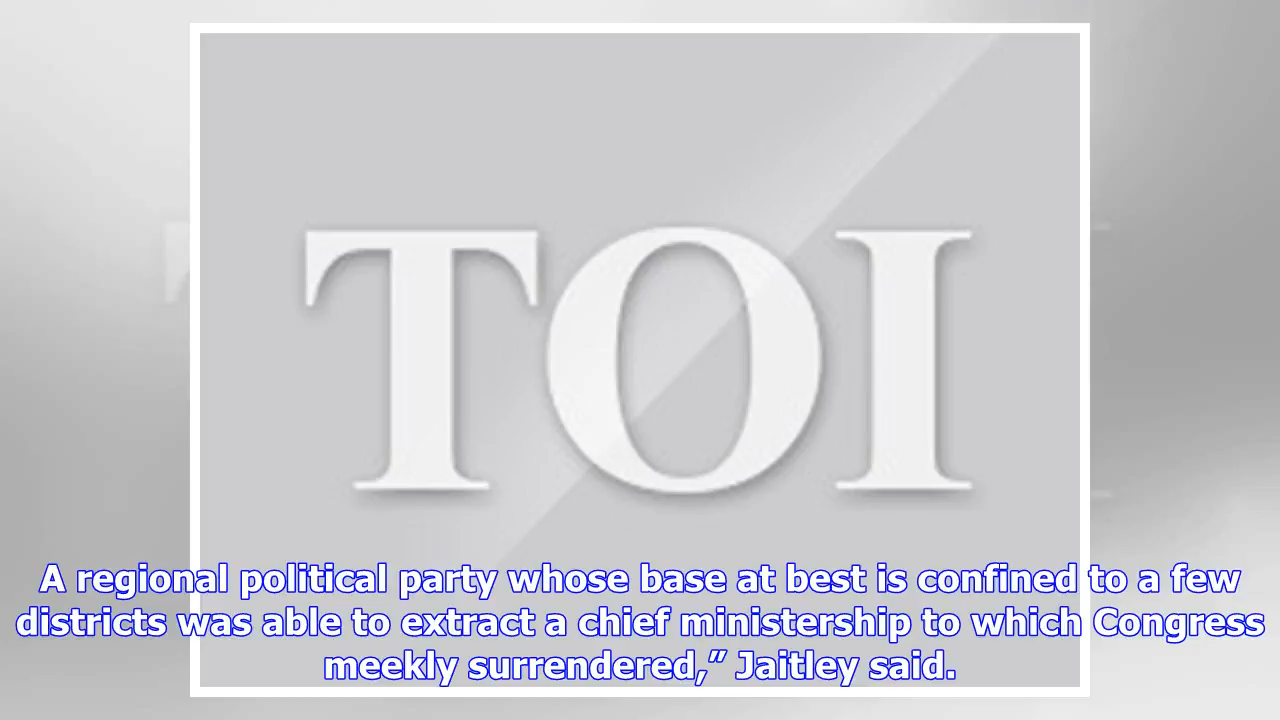 TOI
A regional political party whose base at best is confined to a few
districts was able to extract a chief ministership to which Congress
meekly surrendered,” Jaitley said.